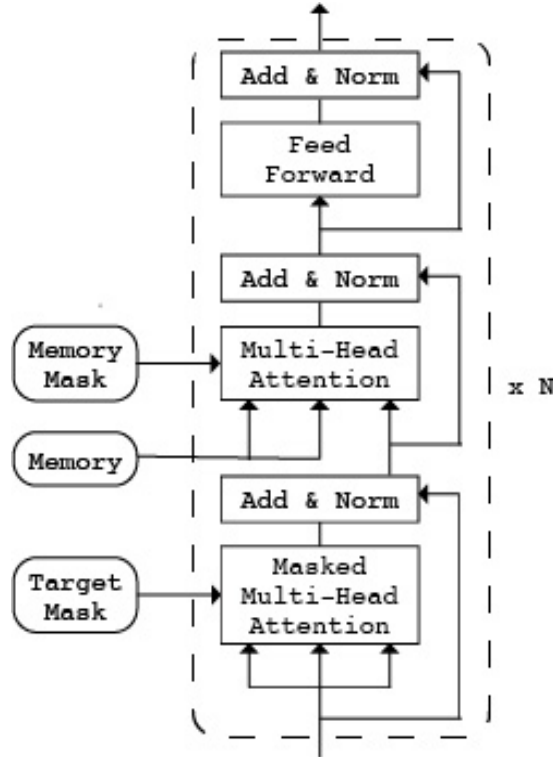 Add & Norm
Feed
Forward
Add & Norm
Memory
Mask
Multi-Head
Attention
x N
Memory
Add & Norm
Target
Mask
Masked
Multi-Head
Attention